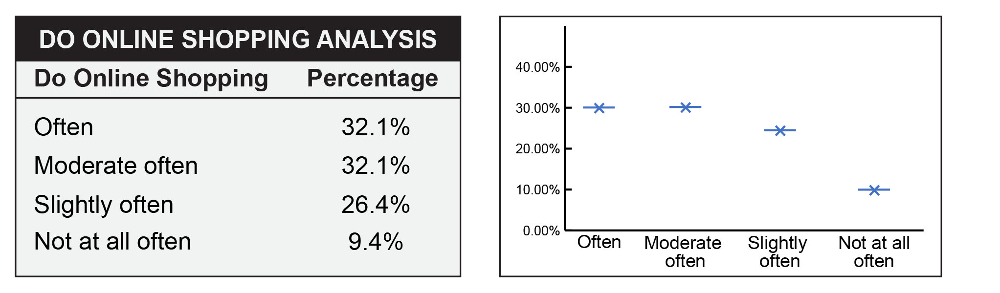 DO ONLINE SHOPPING ANALYSIS
Do Online Shopping Percentage
Often 32.1%
Moderate often 32.1%
Slightly often 26.4%
Not at all often 9.4%
40.00%
30.00%
20.00%
10.00%
0.00%
Often Moderate Slightly Not at all
often often often